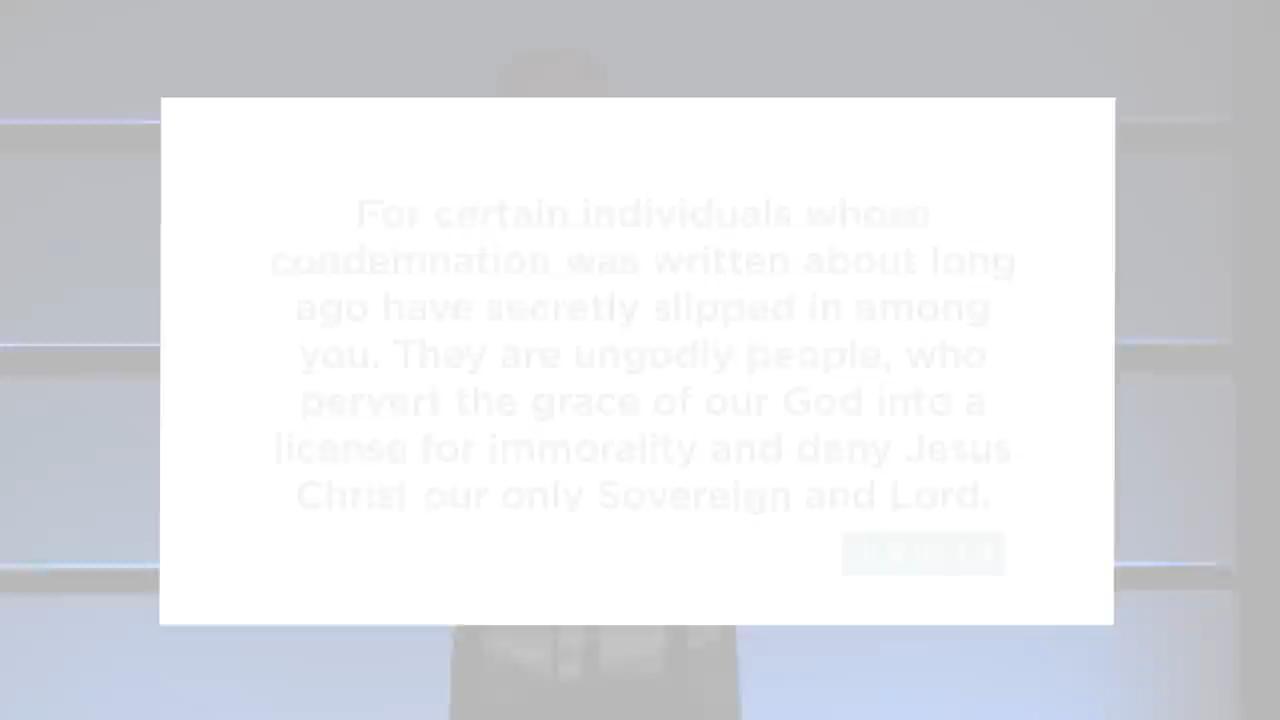 For certain individuals whose
condemnation was written about long
ago have secretly slipped in among
you. They are ungodly people, who
pervert the grace of our God into a
license for immorality and deny Jesus
Christ our only Sovereign and Lord.